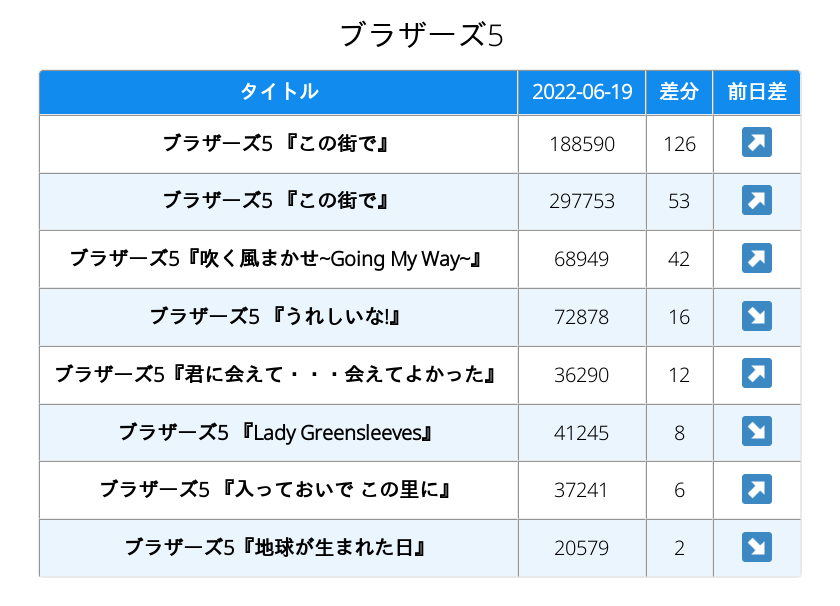 ブラザーズ5
タイトル 2022-06-19 差分 前日差
ブラザーズ5 『この街で』 188590 126 ↗
ブラザーズ5 『この街で』 297753 53 ↗
ブラザーズ5『吹く風まかせ~Going My Way~』 68949 42 ↗
ブラザーズ5 『うれしいな!』 72878 16 ↘
ブラザーズ5『君に会えて・・・会えてよかった』 36290 12 ↗
ブラザーズ5 『Lady Greensleeves』 41245 8 ↘
ブラザーズ5 『入っておいで この里に』 37241 6 ↗
ブラザーズ5『地球が生まれた日』 20579 2 ↘